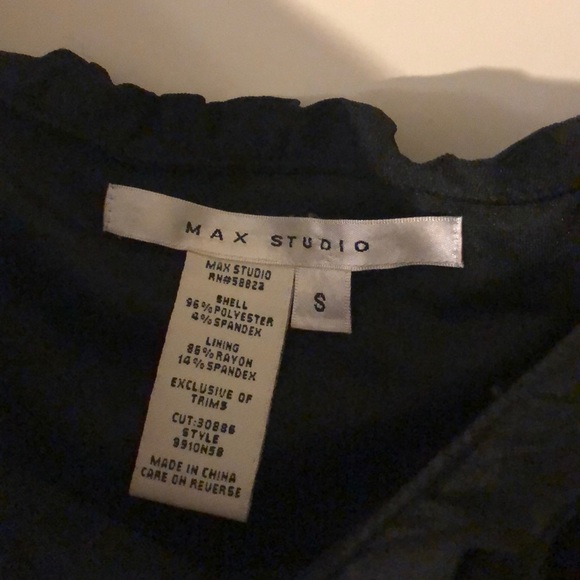 MAX STUDIO
S
MAX STUDIO
RN#58823
SHELL
96%POLYESTER
4%SPANDEX
LINING
86%RAYON
14%SPANDEX
EXCLUSIVE OF
TRIMS
CUT:30886
STYLE
9910N58
MADE IN CHINA
CARE ON REVERSE